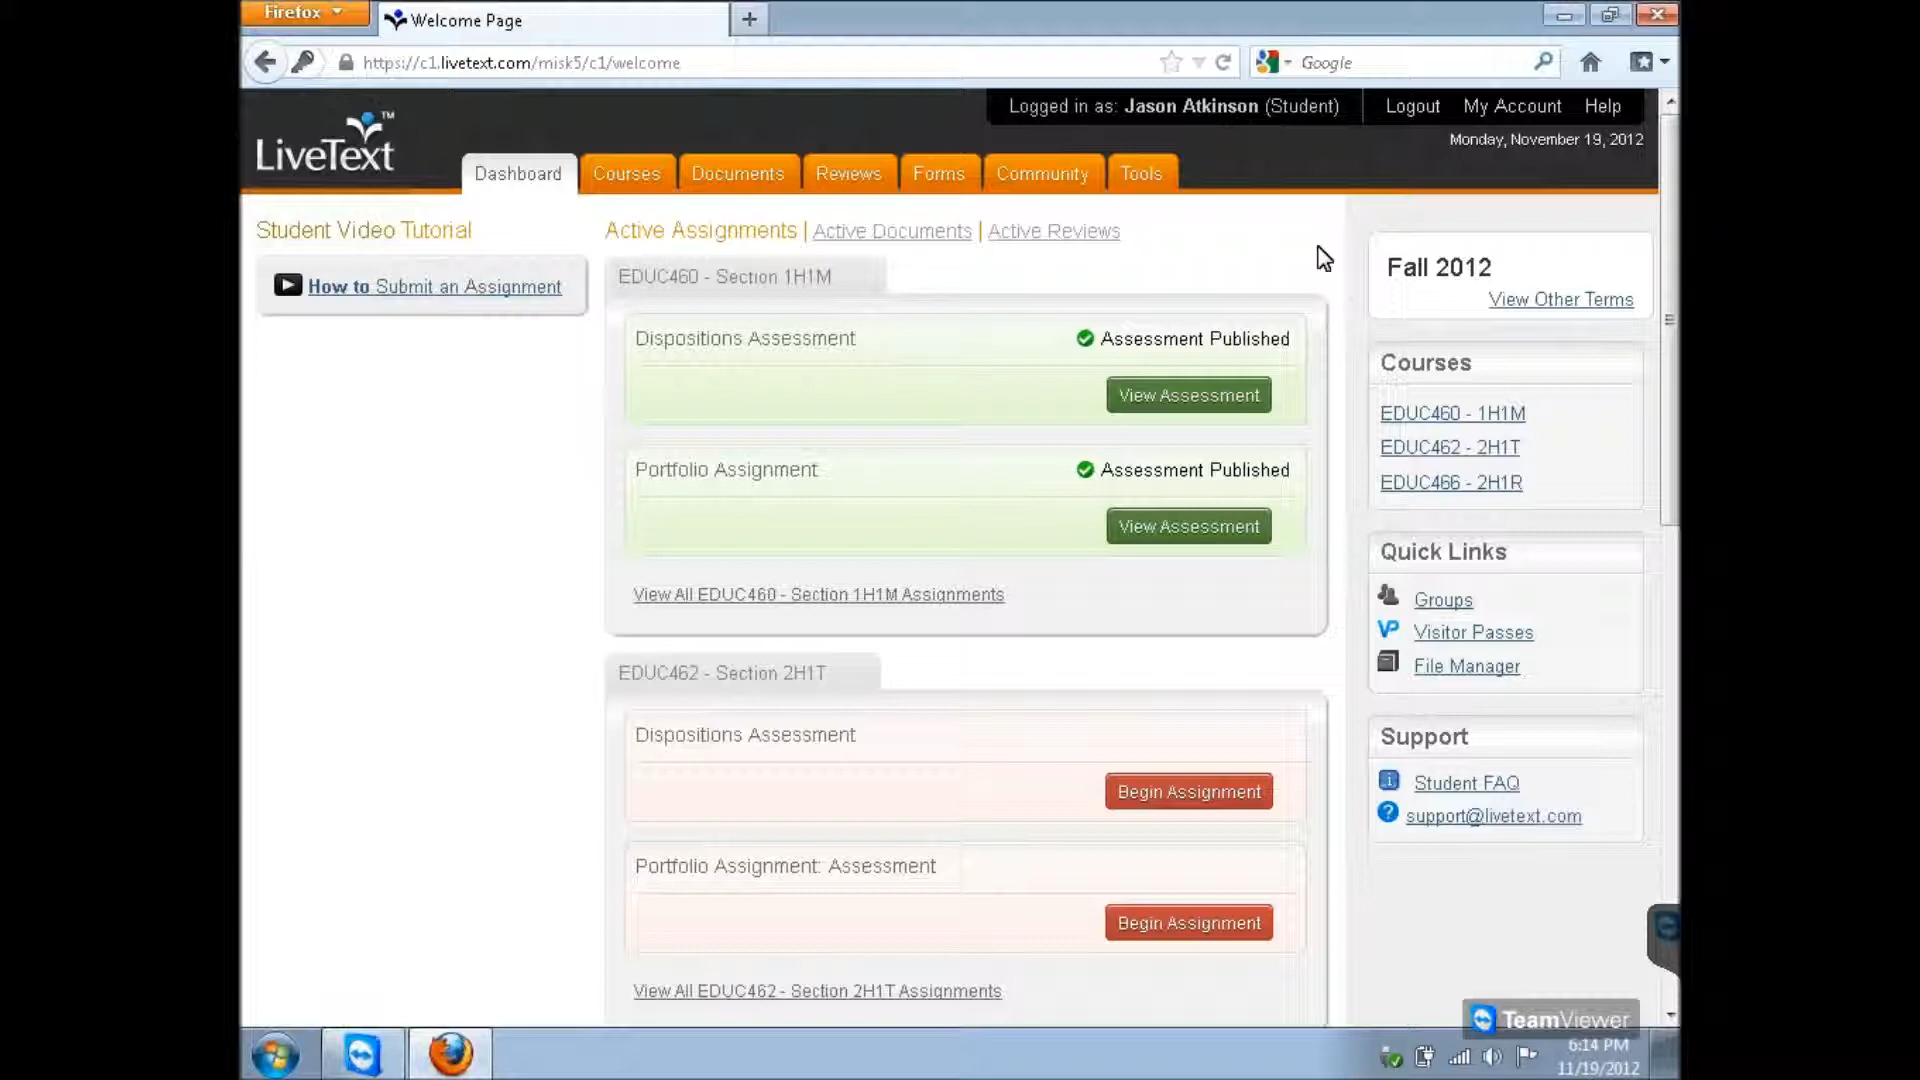 Firefox
Welcome Page
https://c1.livetext.com/misk5/c1/welcome
Google
Logged in as: Jason Atkinson (Student)
Logout
My Account
Help
Monday, November 19, 2012
LiveText™
Dashboard
Courses
Documents
Reviews
Forms
Community
Tools
Student Video Tutorial
How to Submit an Assignment
Active Assignments | Active Documents | Active Reviews
EDUC460 - Section 1H1M
Dispositions Assessment
Assessment Published
View Assessment
Portfolio Assignment
Assessment Published
View Assessment
View All EDUC460 - Section 1H1M Assignments
EDUC462 - Section 2H1T
Dispositions Assessment
Begin Assignment
Portfolio Assignment: Assessment
Begin Assignment
View All EDUC462 - Section 2H1T Assignments
Fall 2012
View Other Terms
Courses
EDUC460 - 1H1M
EDUC462 - 2H1T
EDUC466 - 2H1R
Quick Links
Groups
VP Visitor Passes
File Manager
Support
Student FAQ
support@livetext.com
TeamViewer
6:14 PM
11/19/2012